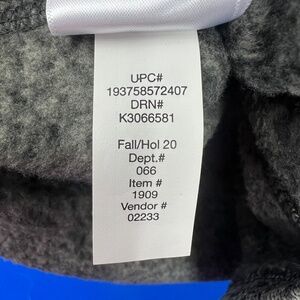 UPC#
193758572407
DRN#
K3066581
Fall/Hol 20
Dept.#
066
Item #
1909
Vendor #
02233